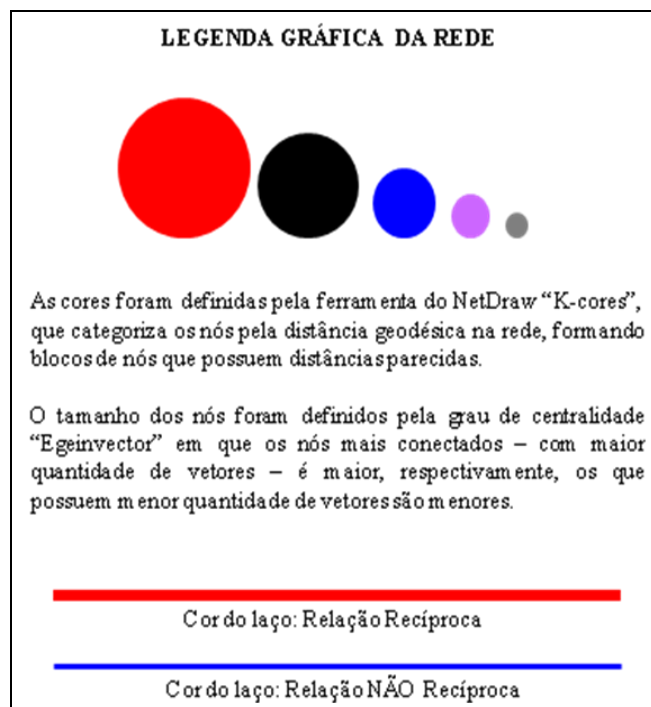 LEGENDA GRÁFICA DA REDE
As cores foram definidas pela ferramenta do NetDraw “K-cores”,
que categoriza os nós pela distância geodésica na rede, formando
blocos de nós que possuem distâncias parecidas.
O tamanho dos nós foram definidos pela grau de centralidade
“Egeinvector” em que os nós mais conectados – com maior
quantidade de vetores – é maior, respectivamente, os que
possuem menor quantidade de vetores são menores.
Cor do laço: Relação Recíproca
Cor do laço: Relação NÃO Recíproca